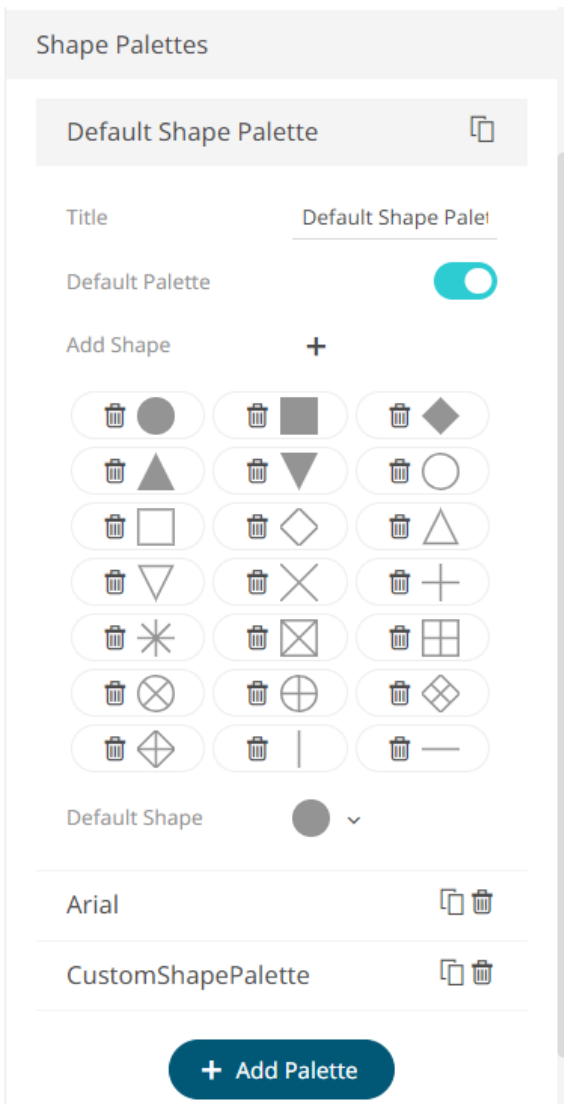 Shape Palettes
Default Shape Palette
Title Default Shape Palet
Default Palette
Add Shape
Default Shape
Arial
CustomShapePalette
+ Add Palette